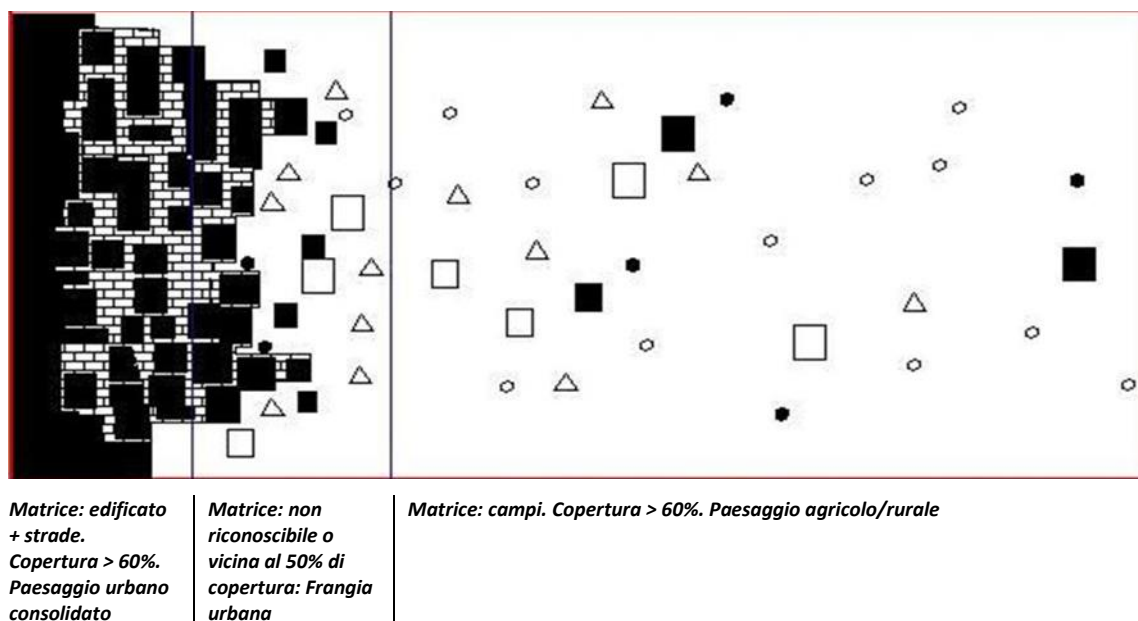 Matrice: edificato
+ strade.
Copertura > 60%.
Paesaggio urbano
consolidato
Matrice: non
riconoscibile o
vicina al 50% di
copertura: Frangia
urbana
Matrice: campi. Copertura > 60%. Paesaggio agricolo/rurale